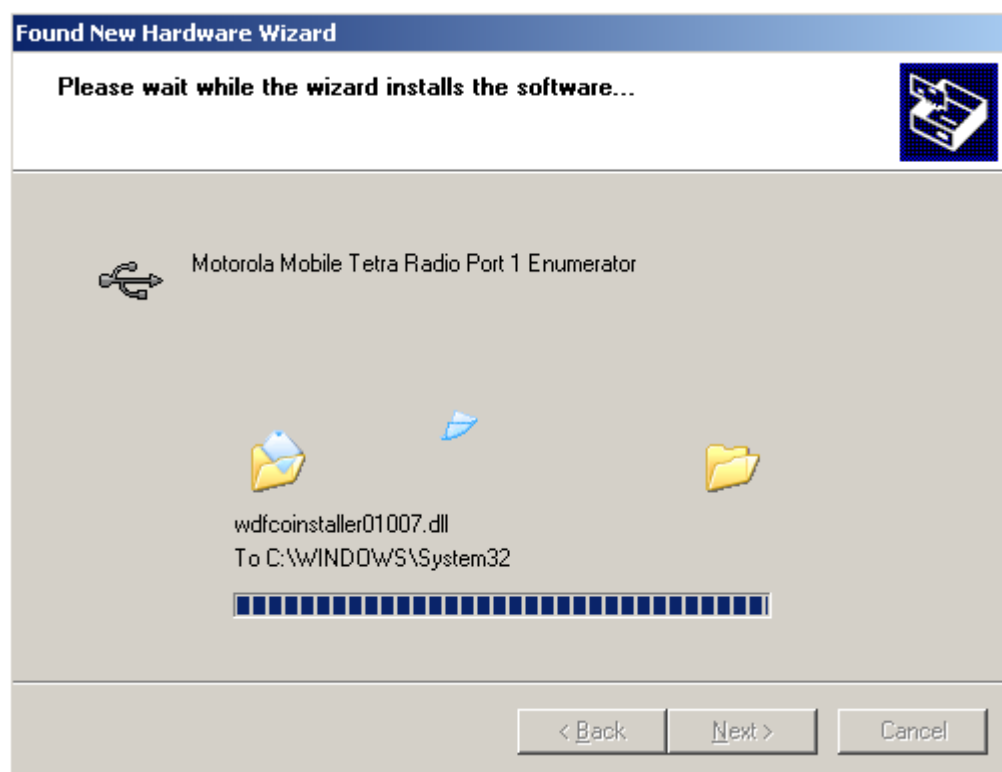 Found New Hardware Wizard
Please wait while the wizard installs the software...
Motorola Mobile Tetra Radio Port 1 Enumerator
wdfcoinstaller01007.dll
To C:\WINDOWS\System32
< Back
Next >
Cancel